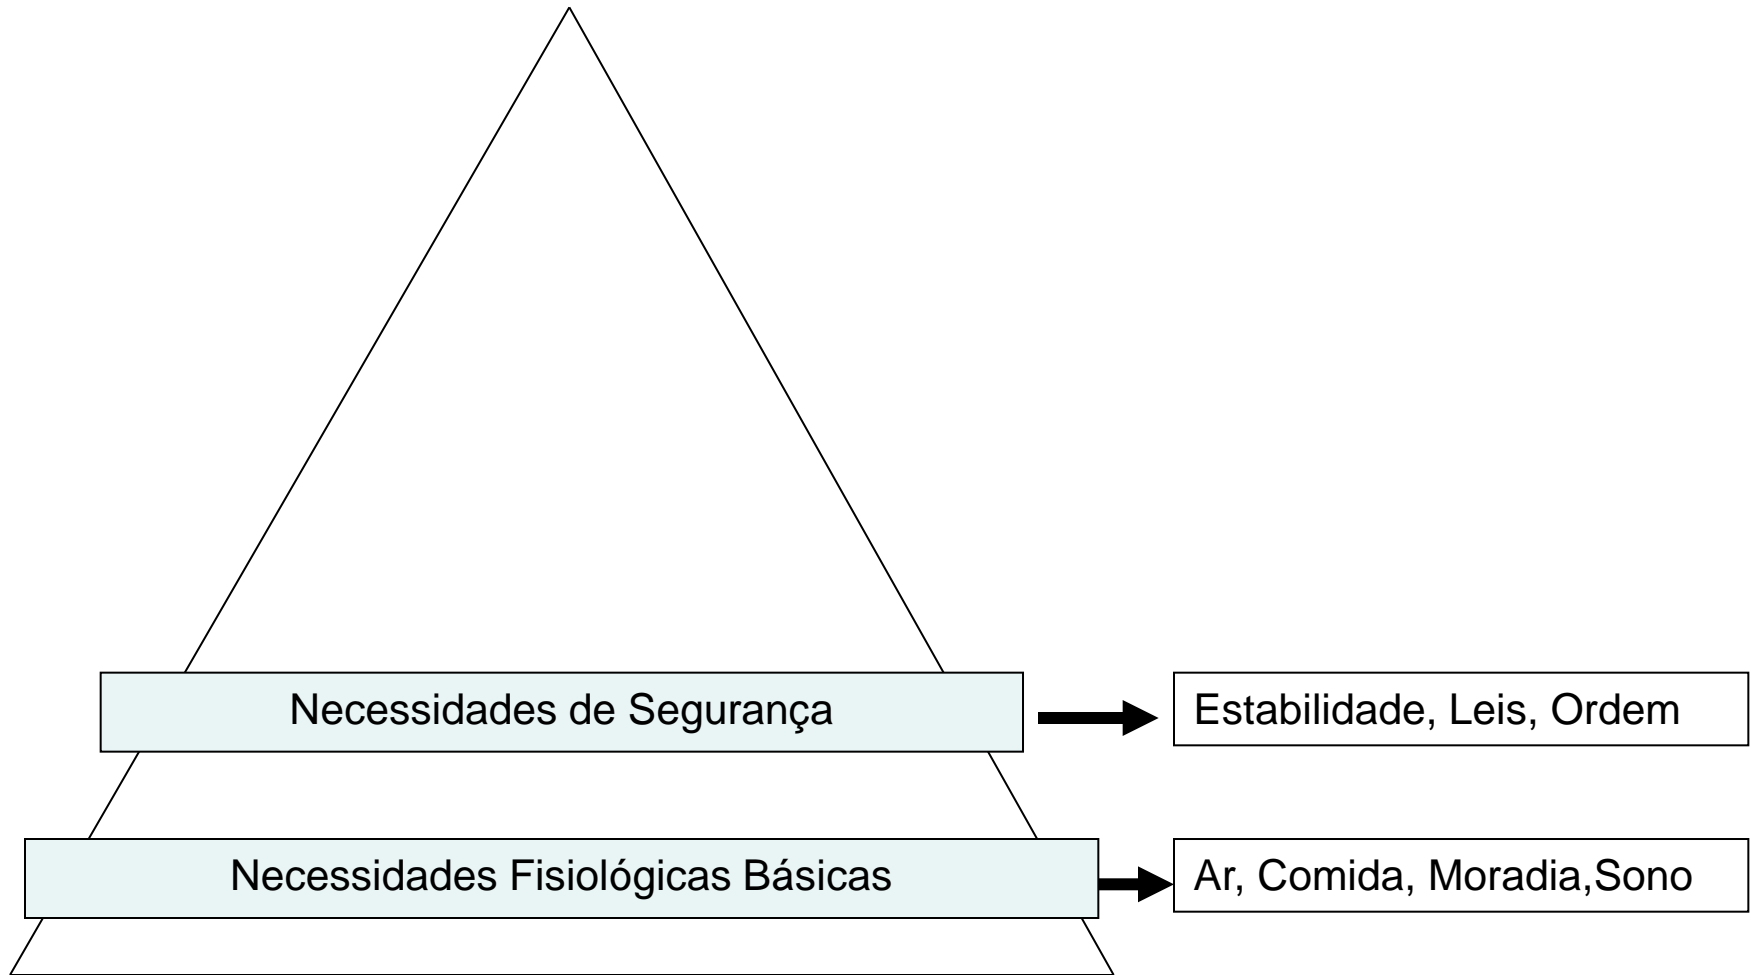 Necessidades de Segurança
Estabilidade, Leis, Ordem
Necessidades Fisiológicas Básicas
Ar, Comida, Moradia,Sono